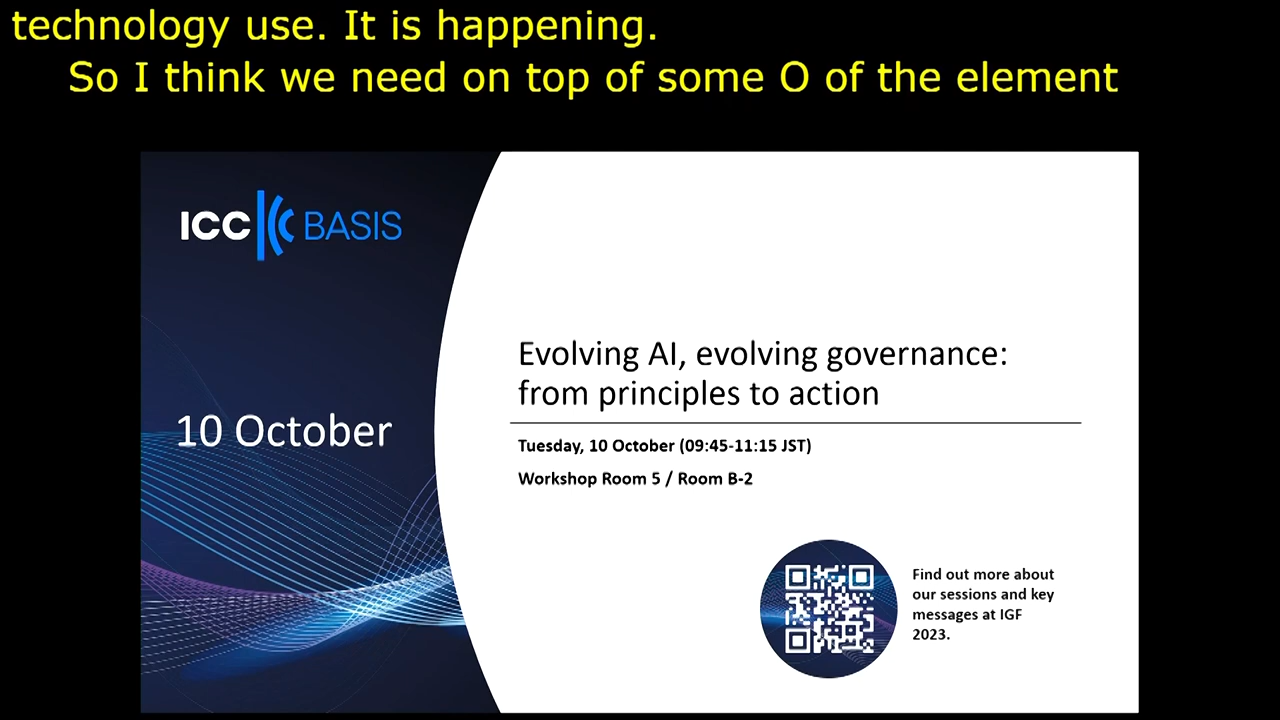 technology use. It is happening.
So I think we need on top of some O of the element
ICC BASIS
10 October
Evolving AI, evolving governance:
from principles to action
Tuesday, 10 October (09:45-11:15 JST)
Workshop Room 5 / Room B-2
Find out more about
our sessions and key
messages at IGF
2023.